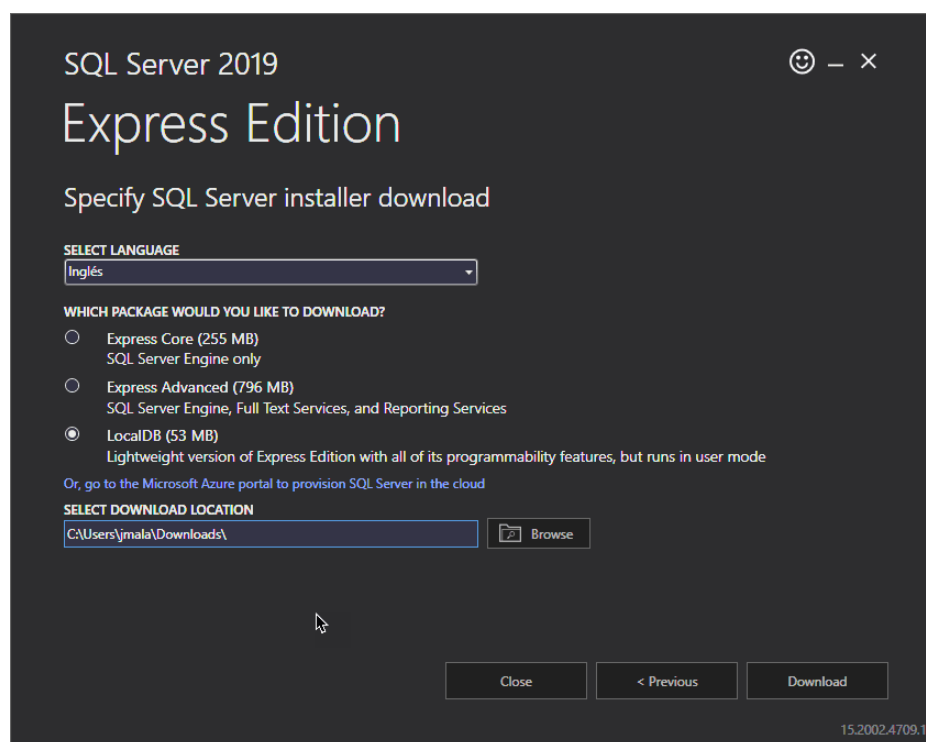 SQL Server 2019
Express Edition
Specify SQL Server installer download
SELECT LANGUAGE
Inglés
WHICH PACKAGE WOULD YOU LIKE TO DOWNLOAD?
Express Core (255 MB)
SQL Server Engine only
Express Advanced (796 MB)
SQL Server Engine, Full Text Services, and Reporting Services
LocalDB (53 MB)
Lightweight version of Express Edition with all of its programmability features, but runs in user mode
Or, go to the Microsoft Azure portal to provision SQL Server in the cloud
SELECT DOWNLOAD LOCATION
C:\Users\jmala\Downloads\
Browse
Close
< Previous
Download
15.2002.4709.1